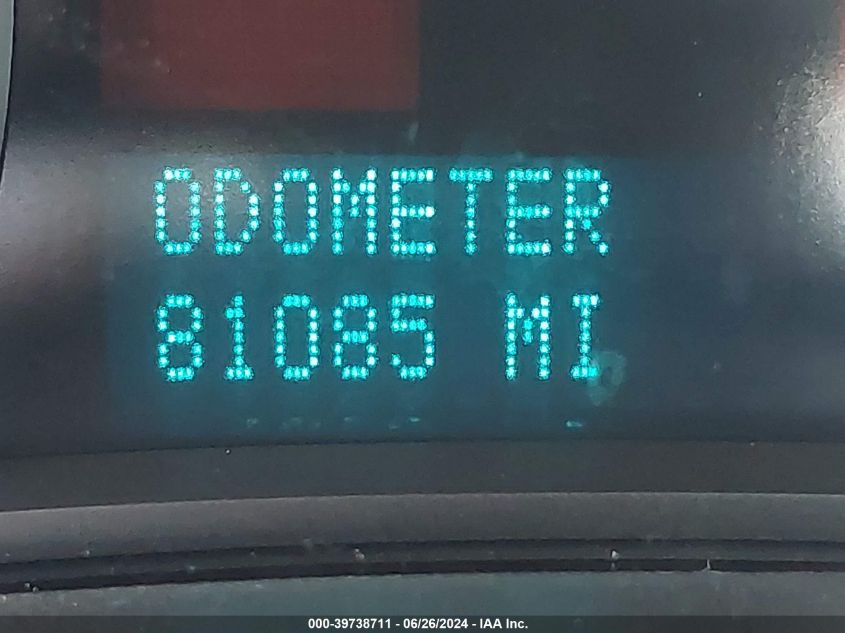 ODOMETER
81085 MI
000-39738711 - 06/26/2024 - IAA Inc.